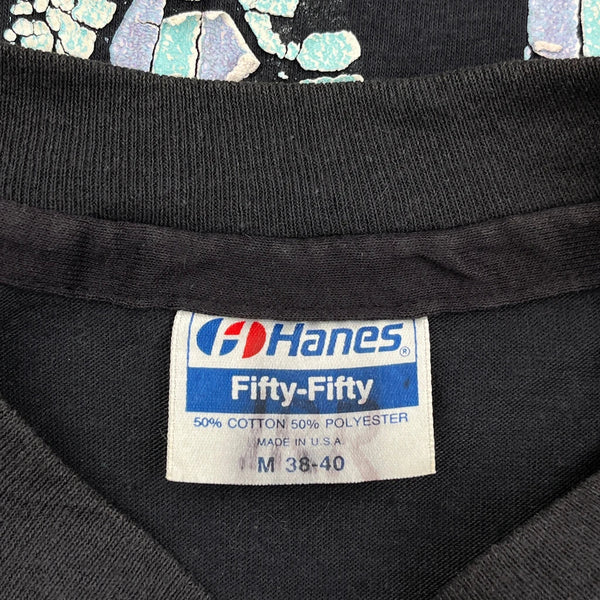 Hanes®
Fifty-Fifty
50% COTTON 50% POLYESTER
MADE IN U.S.A.
M 38-40